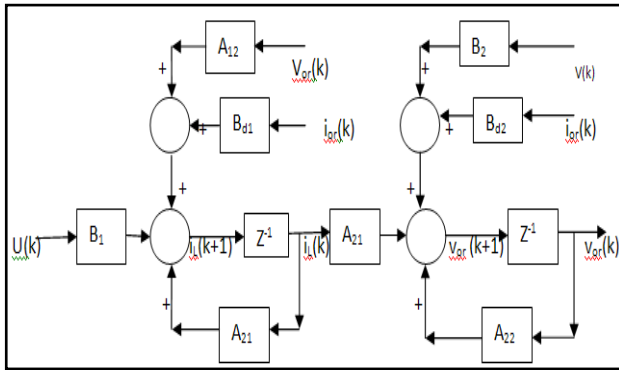 A12
Vor(k)
B2
V(k)
+
+
Bd1
ior(k)
+
Bd2
ior(k)
+
+
+
U(k)
B1
iL(k+1)
Z-1
iL(k)
A21
vor (k+1)
Z-1
vor(k)
+
A21
+
A22